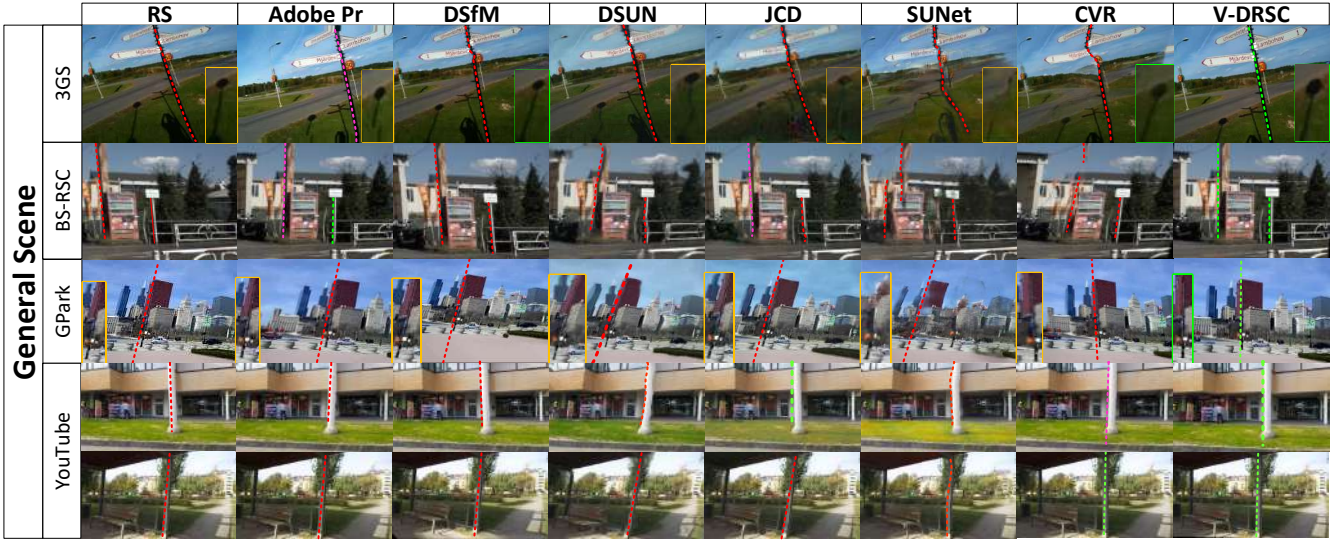 RS Adobe Pr DSfM DSUN JCD SUNet CVR V-DRSC
General Scene
3GS
BS-RSC
GPark
YouTube